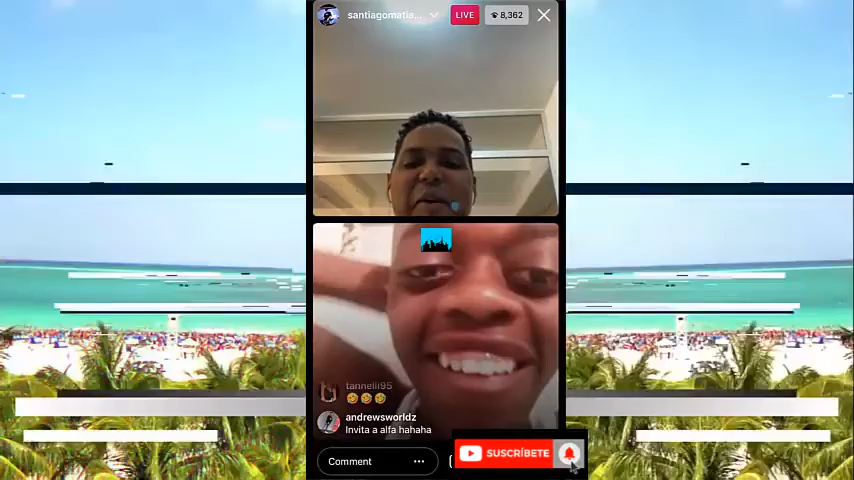 santiagomatia...
LIVE
8,362
tannelli95
andrewsworldz
Invita a alfa hahaha
Comment
SUSCRÍBETE